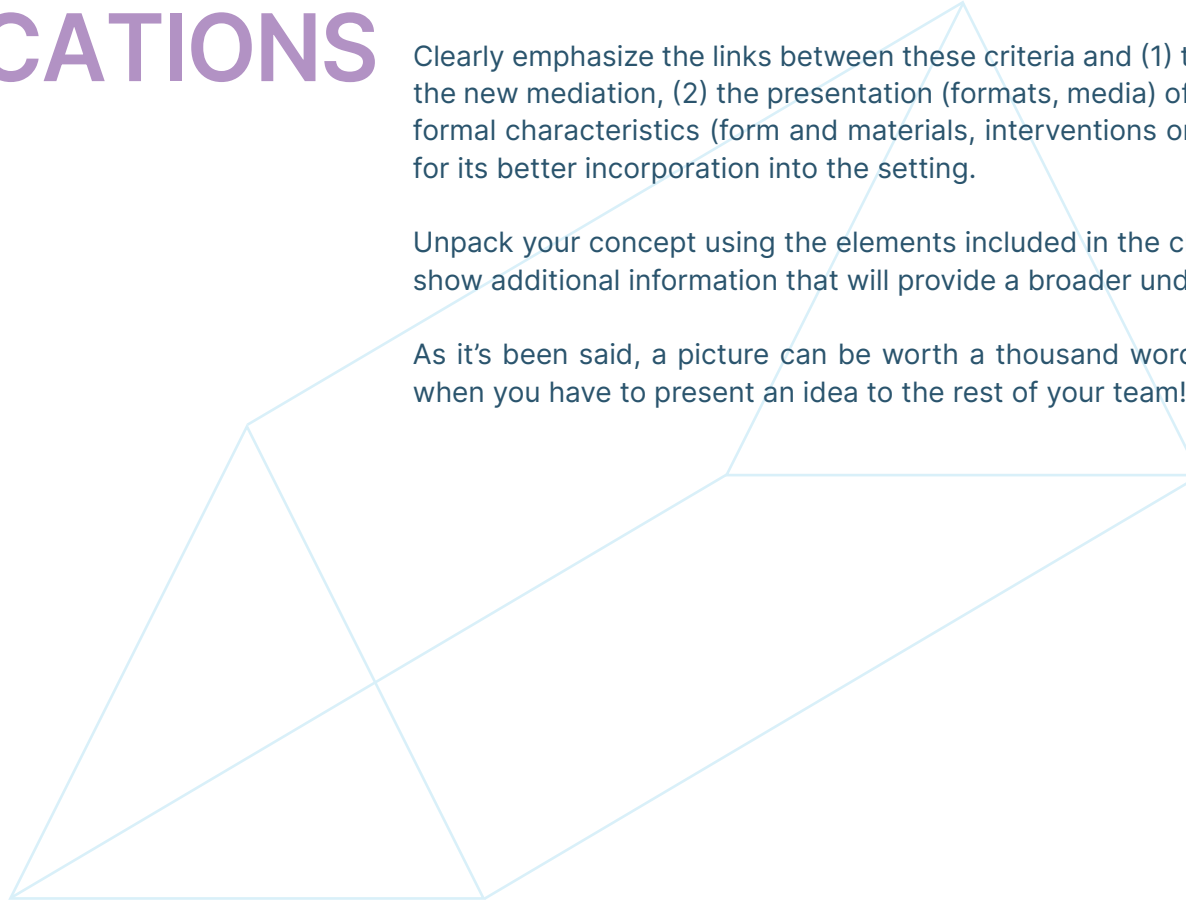 CATIONS
Clearly emphasize the links between these criteria and (1)
the new mediation, (2) the presentation (formats, media) of
formal characteristics (form and materials, interventions
for its better incorporation into the setting.
Unpack your concept using the elements included in the
show additional information that will provide a broader
As it’s been said, a picture can be worth a thousand
when you have to present an idea to the rest of your team!